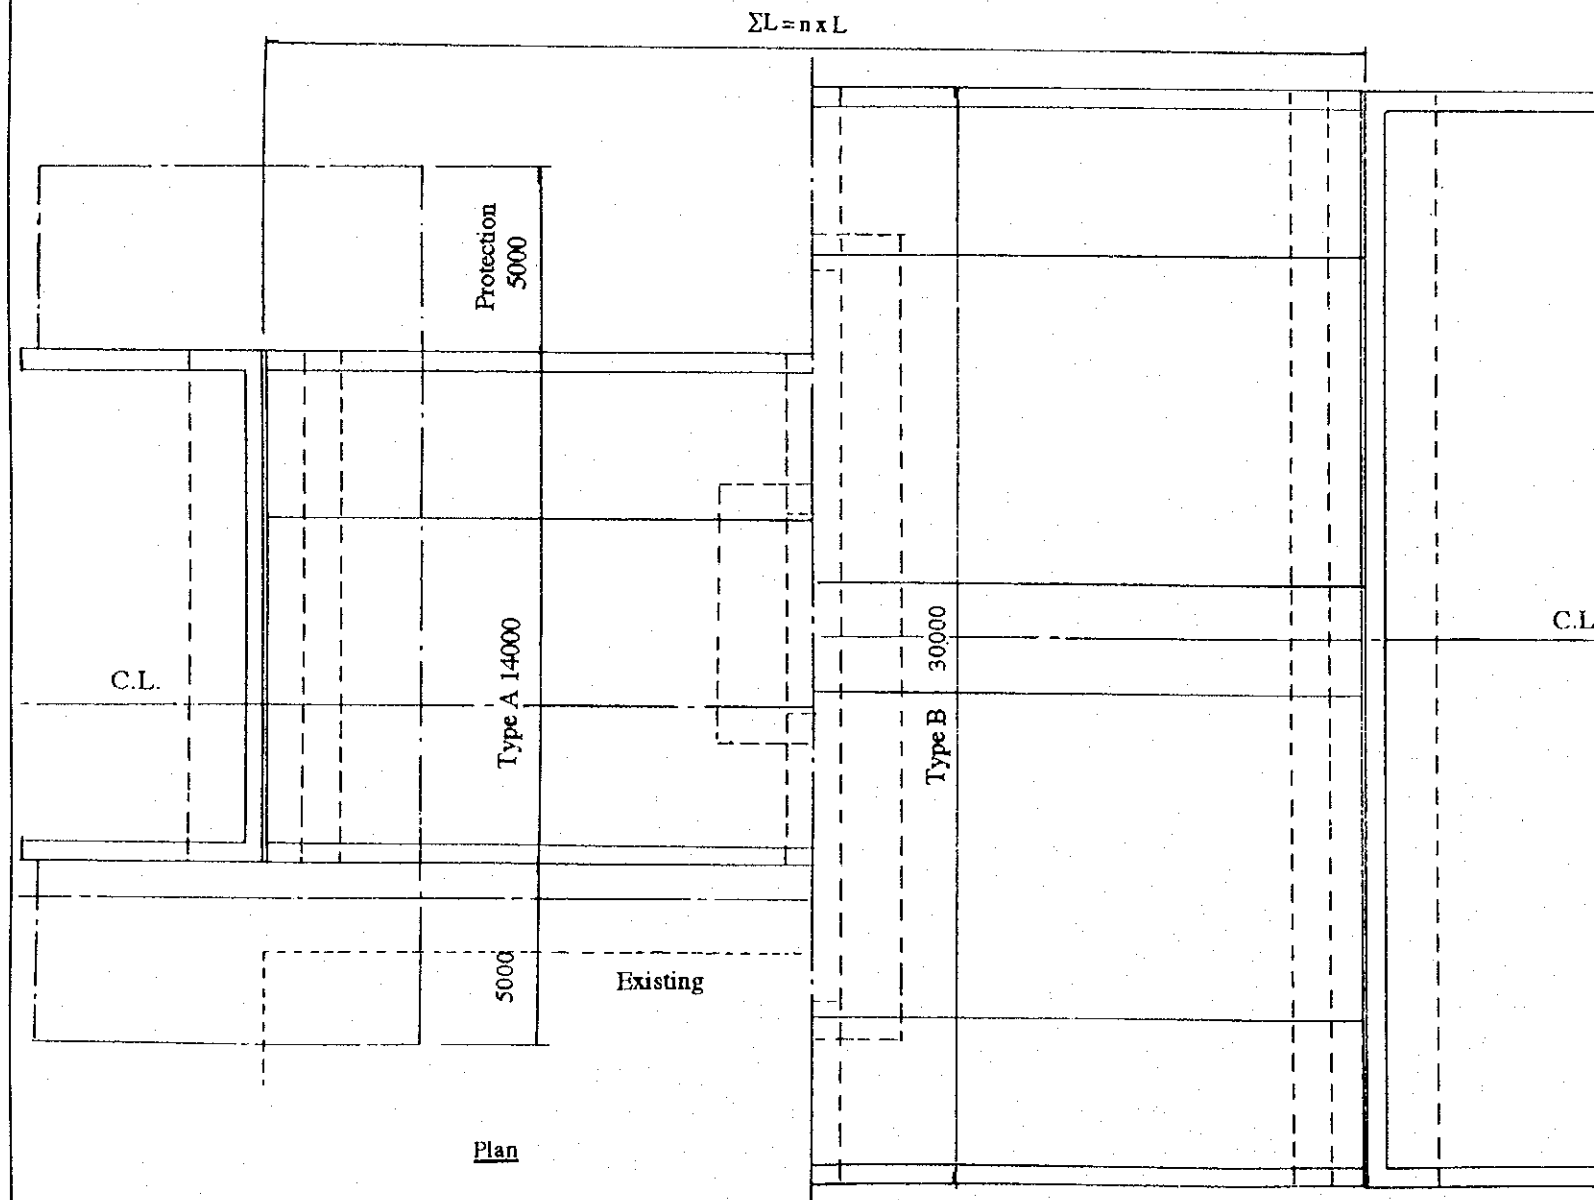 ΣL = n x L
Protection
5000
C.L.
Type A 14000
Type B 30000
C.L
5000
Existing
Plan